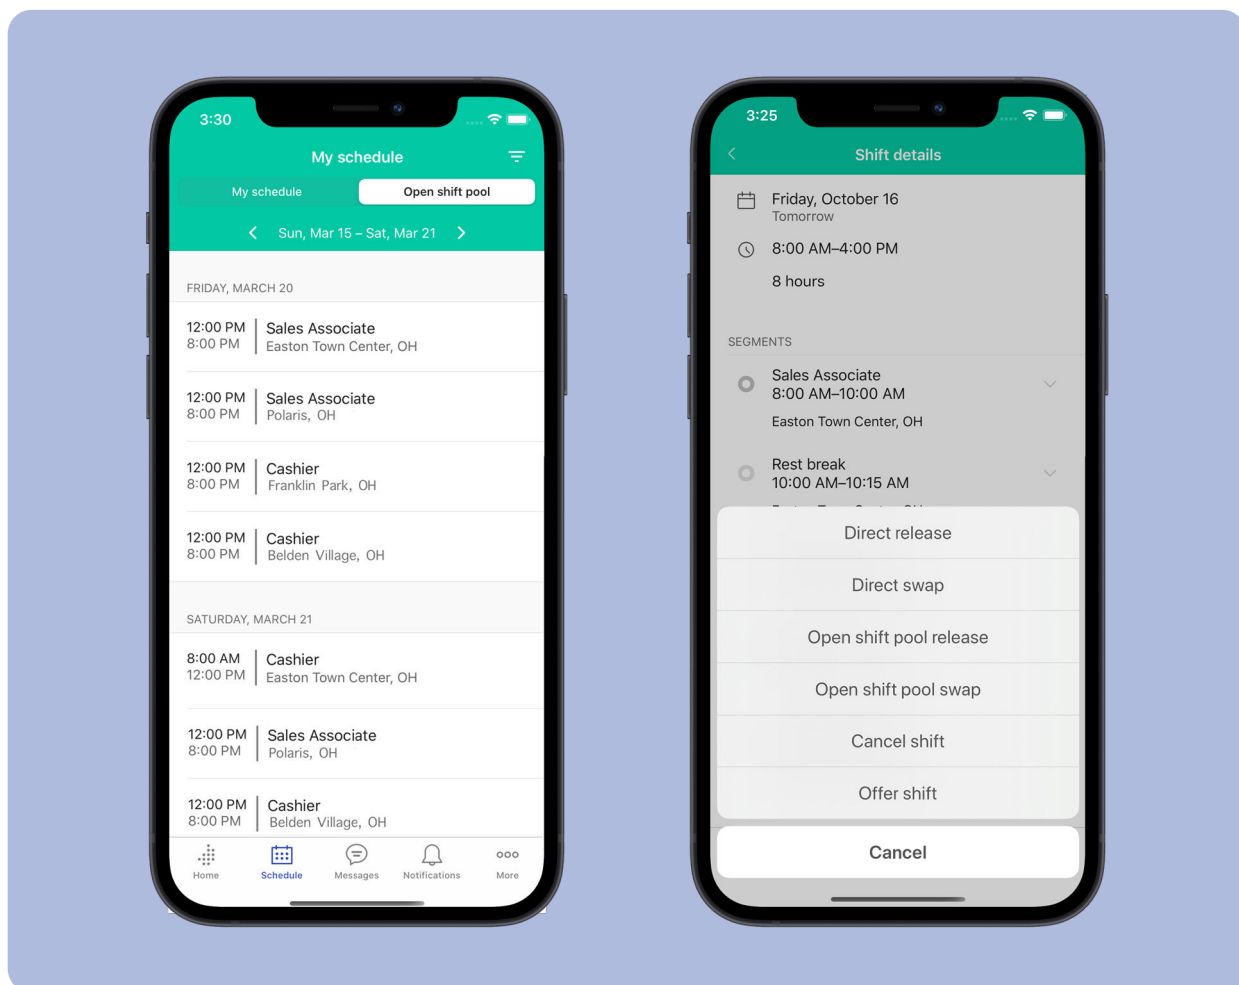 3:30
My schedule
My schedule
Open shift pool
Sun, Mar 15 – Sat, Mar 21
FRIDAY, MARCH 20
12:00 PM Sales Associate
8:00 PM Easton Town Center, OH
12:00 PM Sales Associate
8:00 PM Polaris, OH
12:00 PM Cashier
8:00 PM Franklin Park, OH
12:00 PM Cashier
8:00 PM Belden Village, OH
SATURDAY, MARCH 21
8:00 AM Cashier
12:00 PM Easton Town Center, OH
12:00 PM Sales Associate
8:00 PM Polaris, OH
12:00 PM Cashier
8:00 PM Belden Village, OH
Home Schedule Messages Notifications More
3:25
Shift details
Friday, October 16
Tomorrow
8:00 AM–4:00 PM
8 hours
SEGMENTS
Sales Associate
8:00 AM–10:00 AM
Easton Town Center, OH
Rest break
10:00 AM–10:15 AM
Direct release
Direct swap
Open shift pool release
Open shift pool swap
Cancel shift
Offer shift
Cancel